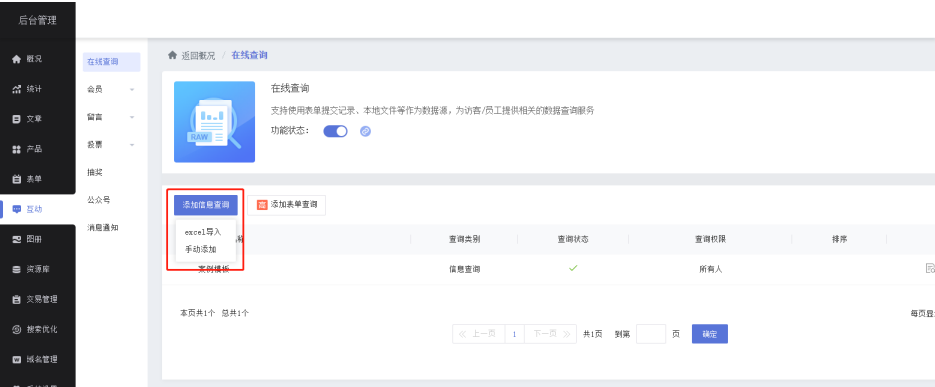 后台管理
概况
统计
文章
产品
表单
互动
图册
资源库
交易管理
搜索优化
域名管理
在线查询
会员
留言
投票
抽奖
公众号
消息通知
返回概况 / 在线查询
在线查询
支持使用表单提交记录、本地文件等作为数据源，为访客/员工提供相关的数据查询服务
功能状态：
RAW
添加信息查询
添加表单查询
excel导入
手动添加
查询类别 查询状态 查询权限 排序
案例模板 信息查询 所有人
本页共1个 总共1个
每页显
上一页 1 下一页 共1页 到第 页 确定